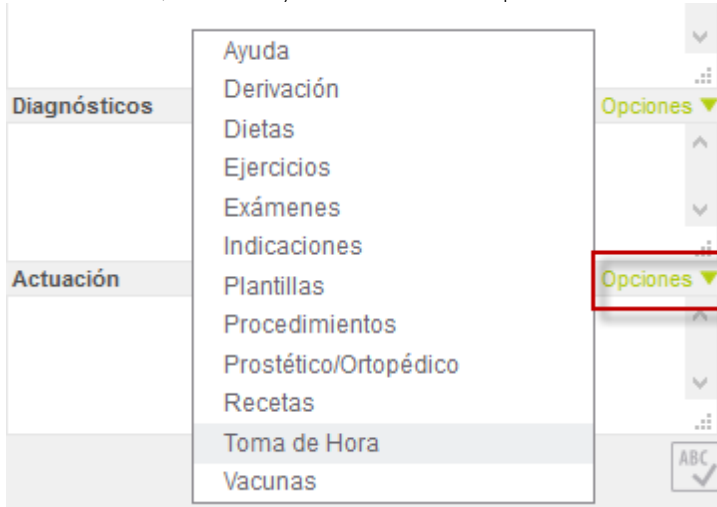 Ayuda
Derivación
Diagnósticos
Opciones
Dietas
Ejercicios
Exámenes
Indicaciones
Actuación
Opciones
Plantillas
Procedimientos
Prostético/Ortopédico
Recetas
Toma de Hora
ABC
Vacunas